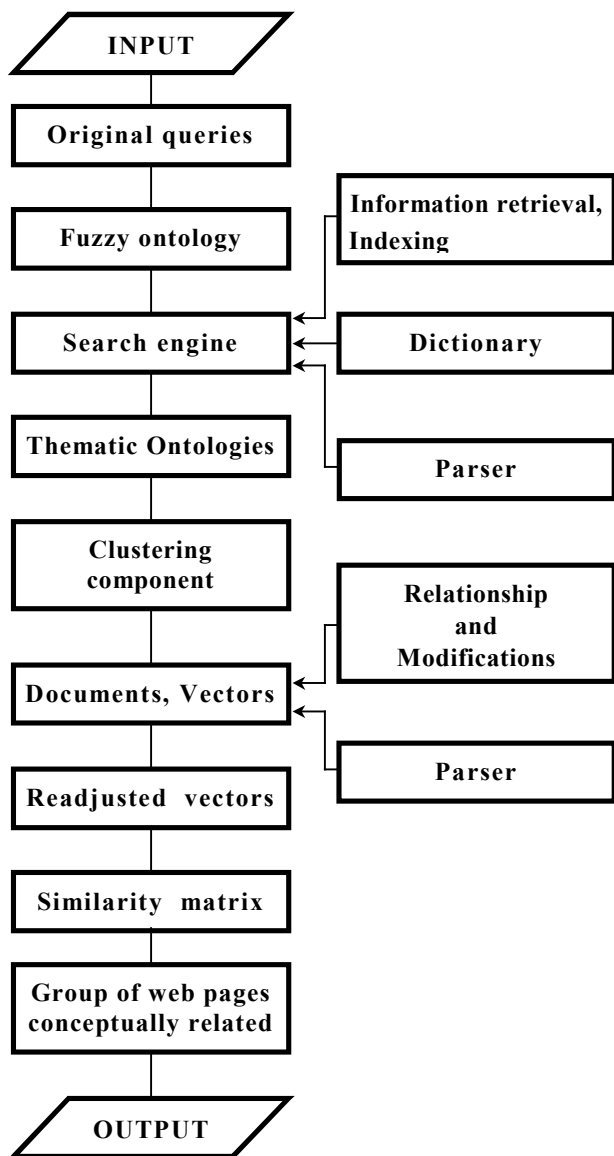 INPUT
Original queries
Fuzzy ontology
Information retrieval,
Indexing
Search engine
Dictionary
Thematic Ontologies
Parser
Clustering
component
Relationship
and
Modifications
Documents, Vectors
Parser
Readjusted vectors
Similarity matrix
Group of web pages
conceptually related
OUTPUT